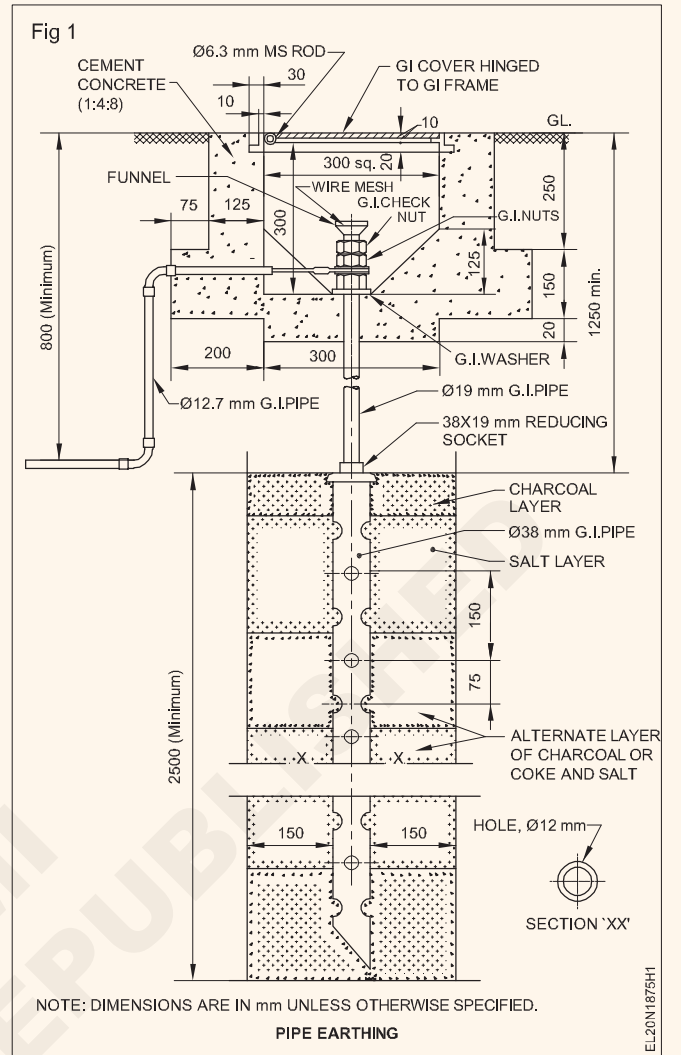 Fig 1
Ø6.3 mm MS ROD
CEMENT
CONCRETE
(1:4:8)
30
10
GI COVER HINGED
TO GI FRAME
10
GL.
300 sq.
20
FUNNEL
WIRE MESH
G.I.CHECK
NUT
G.I.NUTS
75
125
300
250
125
150
20
800 (Minimum)
1250 min.
200
300
G.I.WASHER
Ø12.7 mm G.I.PIPE
Ø19 mm G.I.PIPE
38X19 mm REDUCING
SOCKET
CHARCOAL
LAYER
Ø38 mm G.I.PIPE
SALT LAYER
150
75
2500 (Minimum)
ALTERNATE LAYER
OF CHARCOAL OR
COKE AND SALT
X
X
150
150
HOLE, Ø12 mm
SECTION `XX'
NOTE: DIMENSIONS ARE IN mm UNLESS OTHERWISE SPECIFIED.
PIPE EARTHING
EL20N1875H1